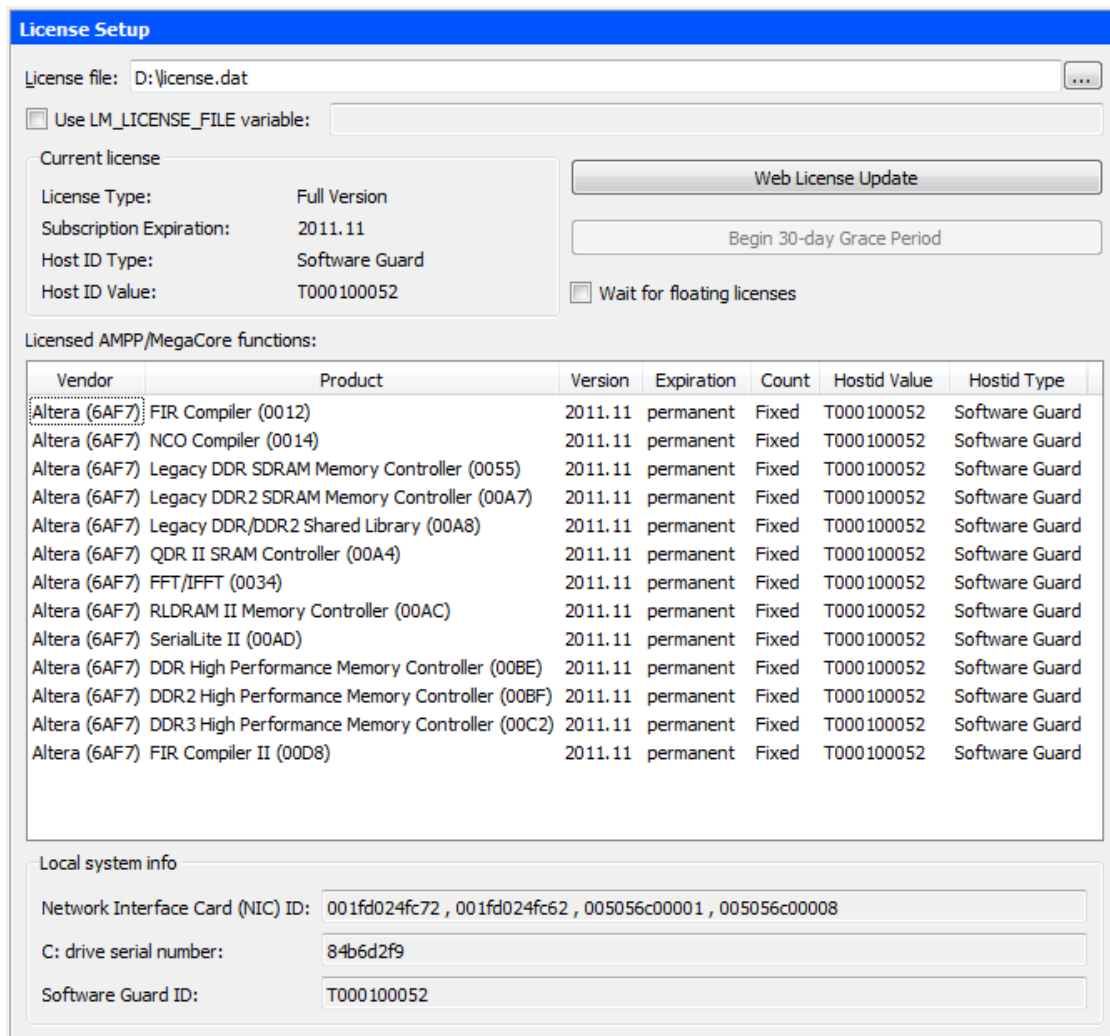 License Setup
License file: D:\license.dat ...
Use LM_LICENSE_FILE variable:
Current license
License Type: Full Version
Subscription Expiration: 2011.11
Host ID Type: Software Guard
Host ID Value: T000100052
Web License Update
Begin 30-day Grace Period
Wait for floating licenses
Licensed AMPP/MegaCore functions:
Vendor Product Version Expiration Count Hostid Value Hostid Type
Altera (6AF7) FIR Compiler (0012) 2011.11 permanent Fixed T000100052 Software Guard
Altera (6AF7) NCO Compiler (0014) 2011.11 permanent Fixed T000100052 Software Guard
Altera (6AF7) Legacy DDR SDRAM Memory Controller (0055) 2011.11 permanent Fixed T000100052 Software Guard
Altera (6AF7) Legacy DDR2 SDRAM Memory Controller (00A7) 2011.11 permanent Fixed T000100052 Software Guard
Altera (6AF7) Legacy DDR/DDR2 Shared Library (00A8) 2011.11 permanent Fixed T000100052 Software Guard
Altera (6AF7) QDR II SRAM Controller (00A4) 2011.11 permanent Fixed T000100052 Software Guard
Altera (6AF7) FFT/IFFT (0034) 2011.11 permanent Fixed T000100052 Software Guard
Altera (6AF7) RLDRAM II Memory Controller (00AC) 2011.11 permanent Fixed T000100052 Software Guard
Altera (6AF7) SerialLite II (00AD) 2011.11 permanent Fixed T000100052 Software Guard
Altera (6AF7) DDR High Performance Memory Controller (00BE) 2011.11 permanent Fixed T000100052 Software Guard
Altera (6AF7) DDR2 High Performance Memory Controller (00BF) 2011.11 permanent Fixed T000100052 Software Guard
Altera (6AF7) DDR3 High Performance Memory Controller (00C2) 2011.11 permanent Fixed T000100052 Software Guard
Altera (6AF7) FIR Compiler II (00D8) 2011.11 permanent Fixed T000100052 Software Guard
Local system info
Network Interface Card (NIC) ID: 001fd024fc72 , 001fd024fc62 , 005056c00001 , 005056c00008
C: drive serial number: 84b6d2f9
Software Guard ID: T000100052